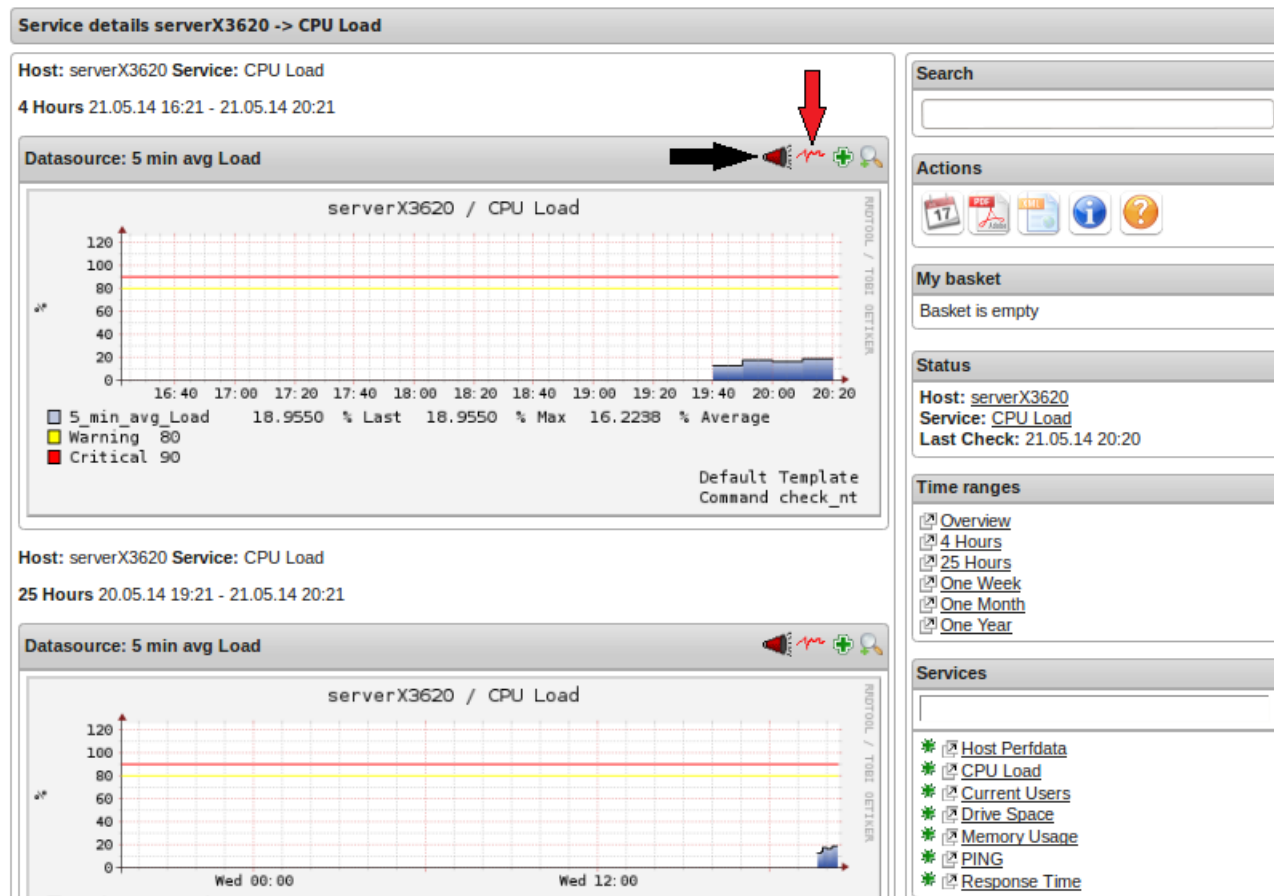 Service details serverX3620 -> CPU Load
Host: serverX3620 Service: CPU Load
4 Hours 21.05.14 16:21 - 21.05.14 20:21
Datasource: 5 min avg Load
serverX3620 / CPU Load
RRDTOOL / TOBI OETIKER
120
100
80
60
40
20
0
%
16:40 17:00 17:20 17:40 18:00 18:20 18:40 19:00 19:20 19:40 20:00 20:20
5_min_avg_Load 18.9550 % Last 18.9550 % Max 16.2238 % Average
Warning 80
Critical 90
Default Template
Command check_nt
Host: serverX3620 Service: CPU Load
25 Hours 20.05.14 19:21 - 21.05.14 20:21
Datasource: 5 min avg Load
serverX3620 / CPU Load
RRDTOOL / TOBI OETIKER
120
100
80
60
40
20
0
%
Wed 00:00 Wed 12:00
Search
Actions
17
PDF
Adobe
XML
i
?
My basket
Basket is empty
Status
Host: serverX3620
Service: CPU Load
Last Check: 21.05.14 20:20
Time ranges
Overview
4 Hours
25 Hours
One Week
One Month
One Year
Services
Host Perfdata
CPU Load
Current Users
Drive Space
Memory Usage
PING
Response Time